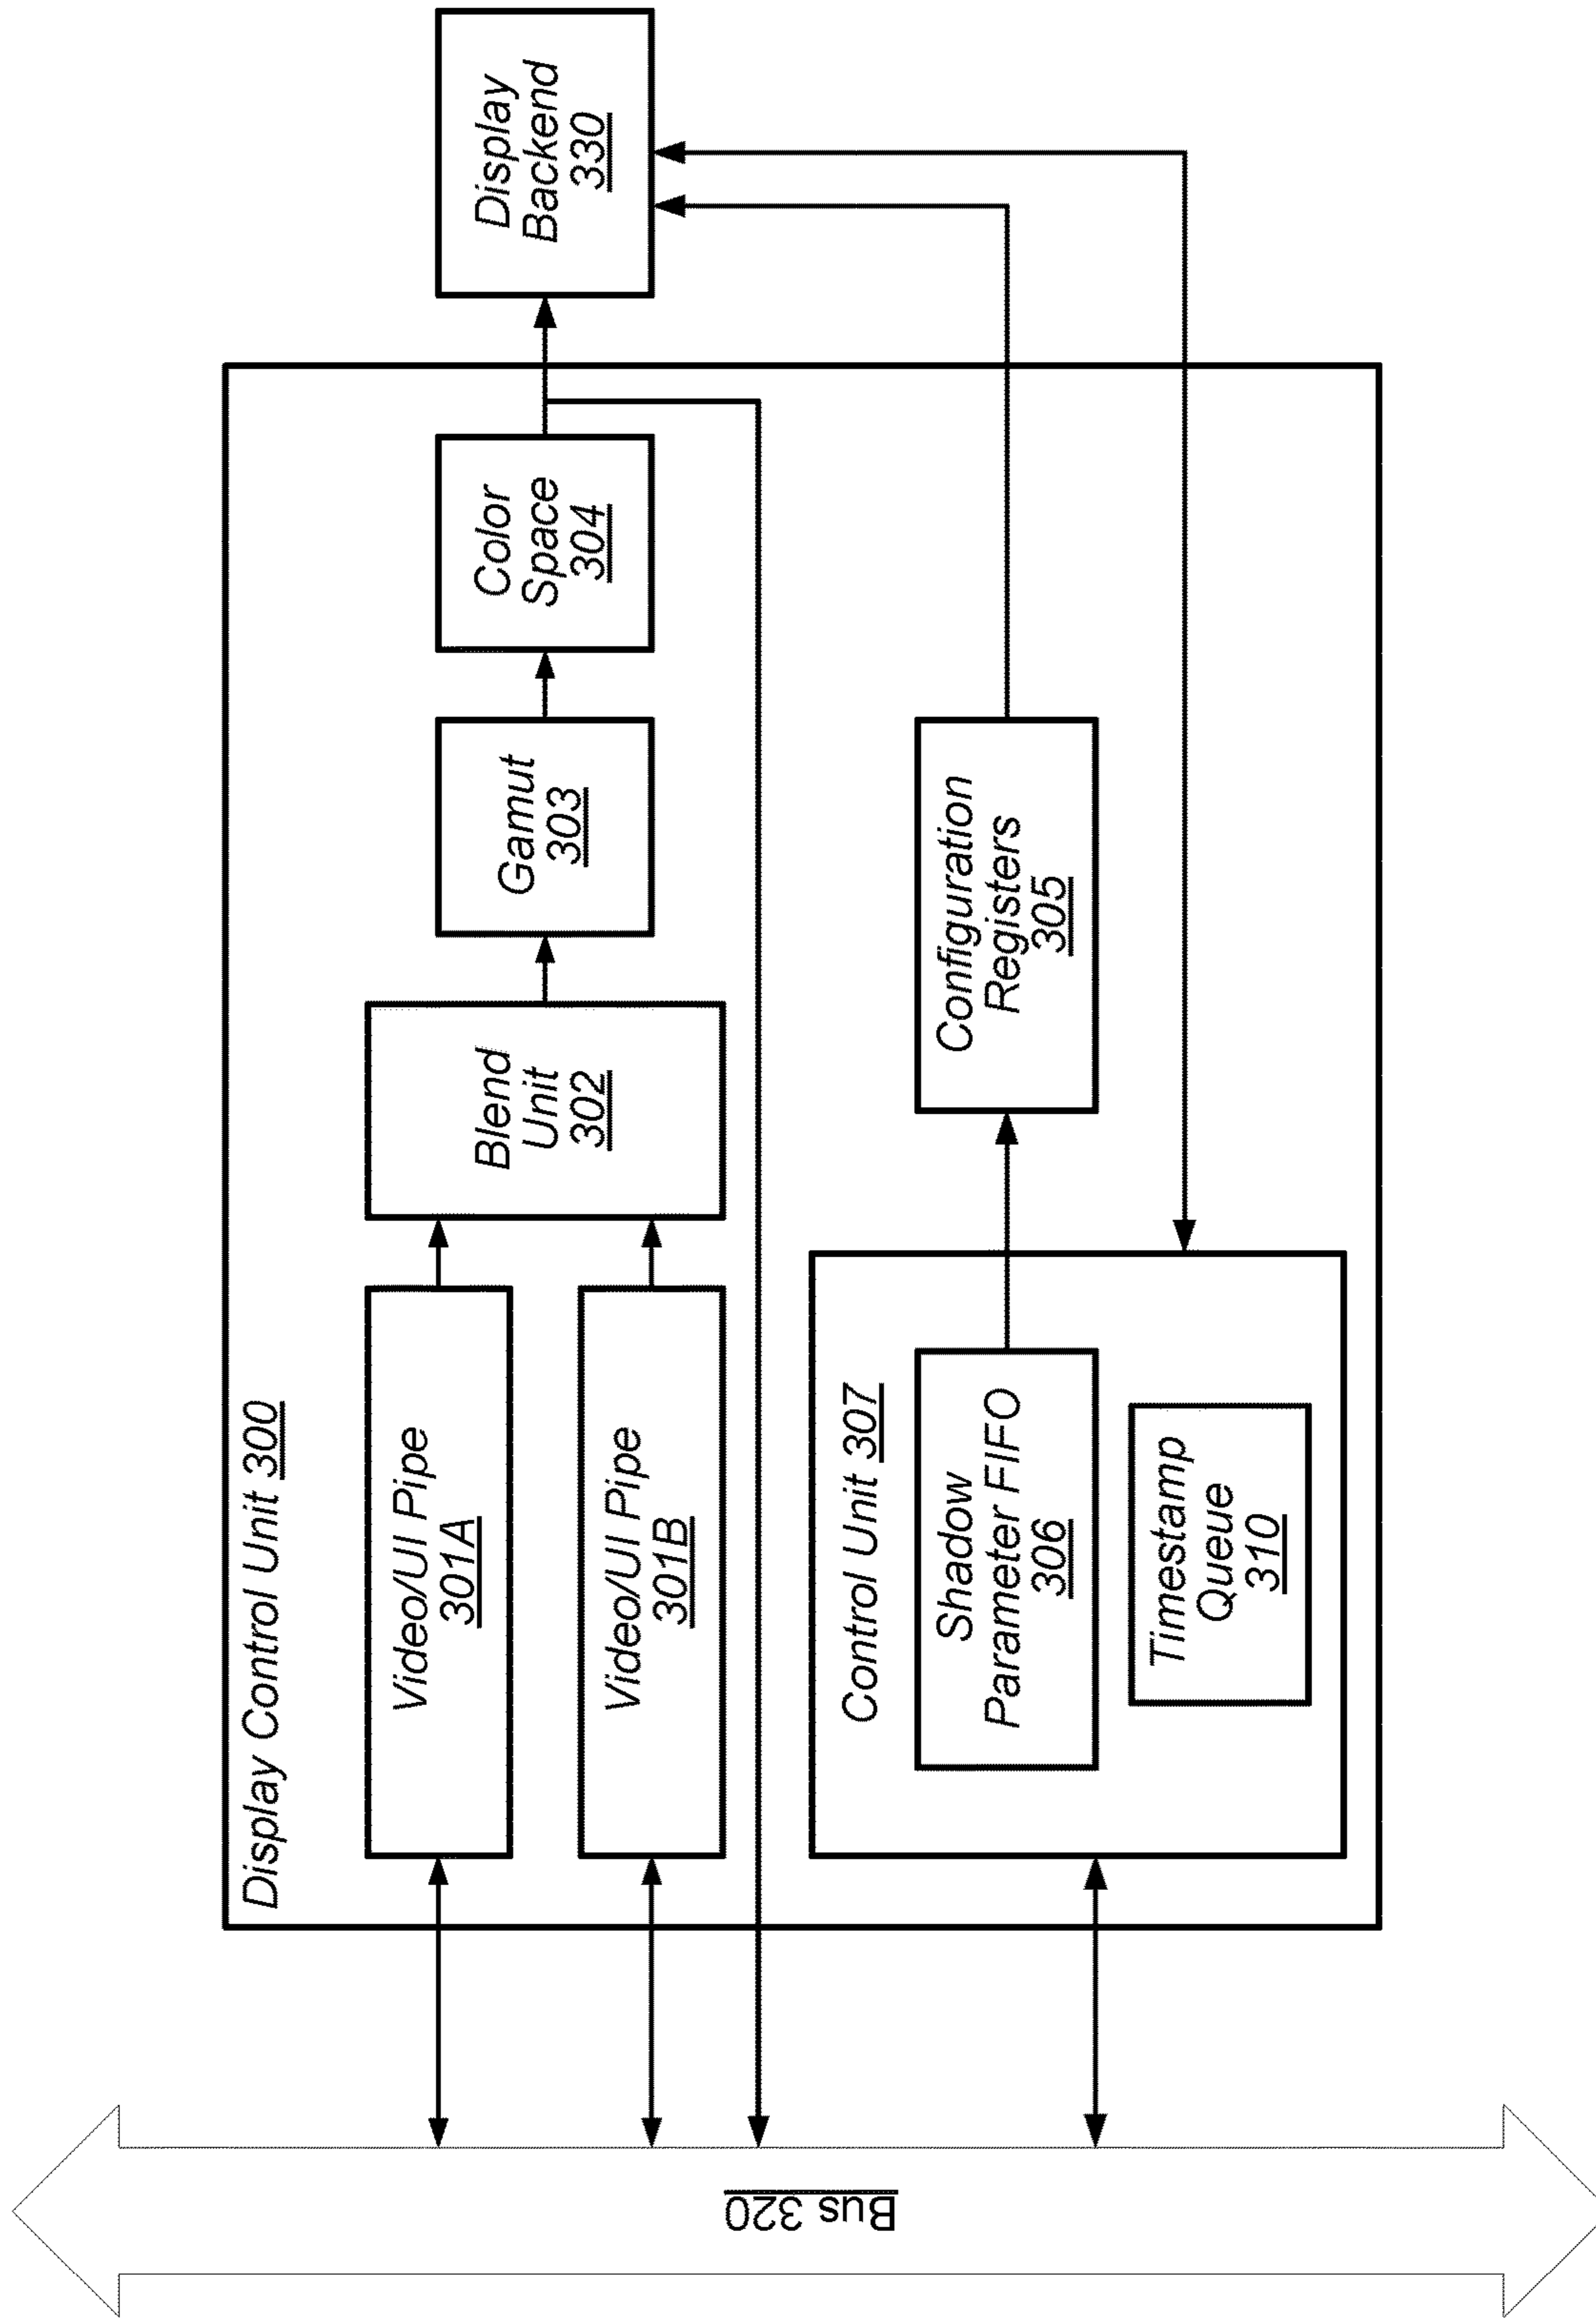 Display Control Unit 300
Video/UI Pipe
301A
Video/UI Pipe
301B
Blend
Unit
302
Gamut
303
Color
Space
304
Display
Backend
330
Control Unit 307
Shadow
Parameter FIFO
306
Timestamp
Queue
310
Configuration
Registers
305
Bus 320